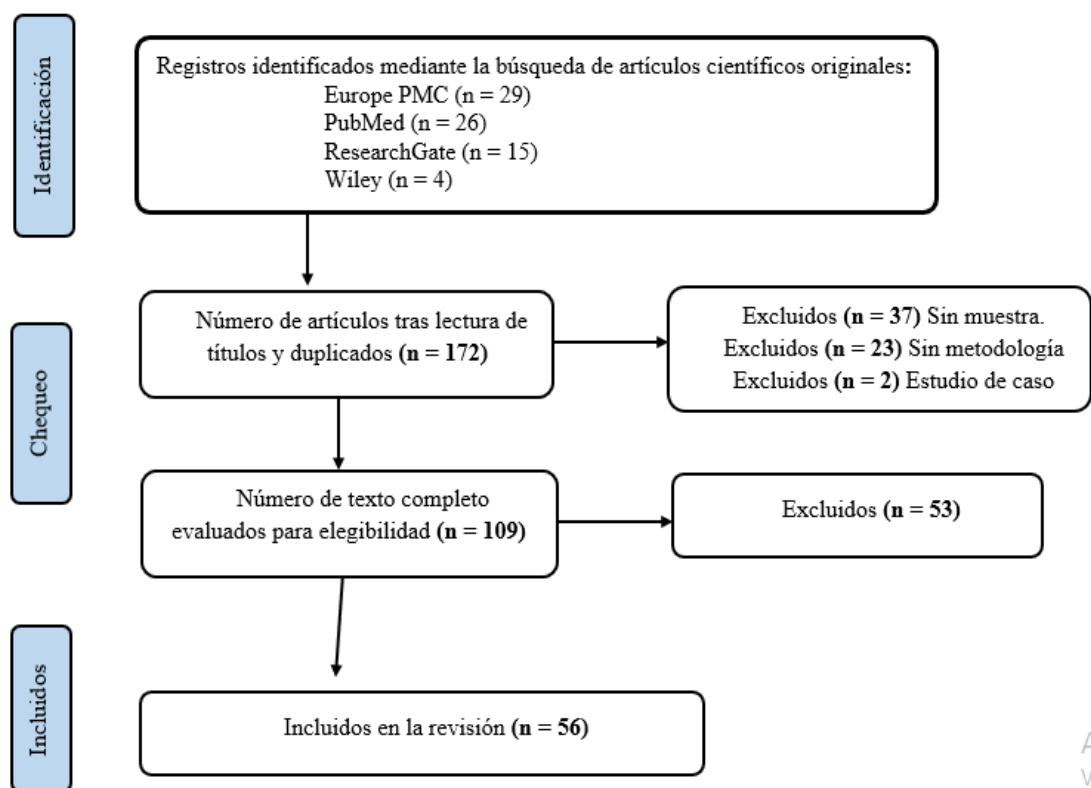 Identificación
Registros identificados mediante la búsqueda de artículos científicos originales:
Europe PMC (n = 29)
PubMed (n = 26)
ResearchGate (n = 15)
Wiley (n = 4)
Chequeo
Número de artículos tras lectura de
títulos y duplicados (n = 172)
Excluidos (n = 37) Sin muestra.
Excluidos (n = 23) Sin metodología
Excluidos (n = 2) Estudio de caso
Número de texto completo
evaluados para elegibilidad (n = 109)
Excluidos (n = 53)
Incluidos
Incluidos en la revisión (n = 56)